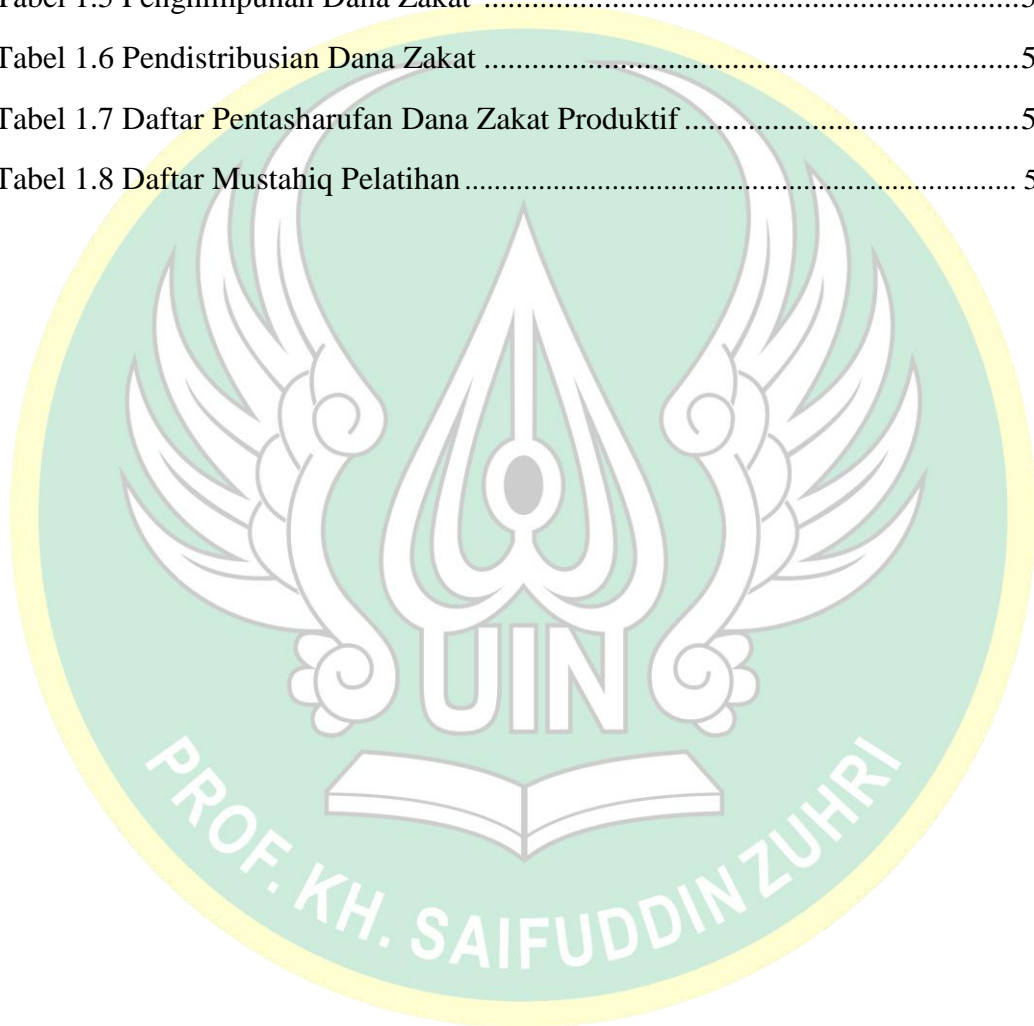 Tabel 1.5 Penghimpunan Dana Zakat ....................................................................5
Tabel 1.6 Pendistribusian Dana Zakat ....................................................................5
Tabel 1.7 Daftar Pentasharufan Dana Zakat Produktif ...........................................5
Tabel 1.8 Daftar Mustahiq Pelatihan ...................................................................... 5
UIN
PROF. KH. SAIFUDDIN ZUHRI